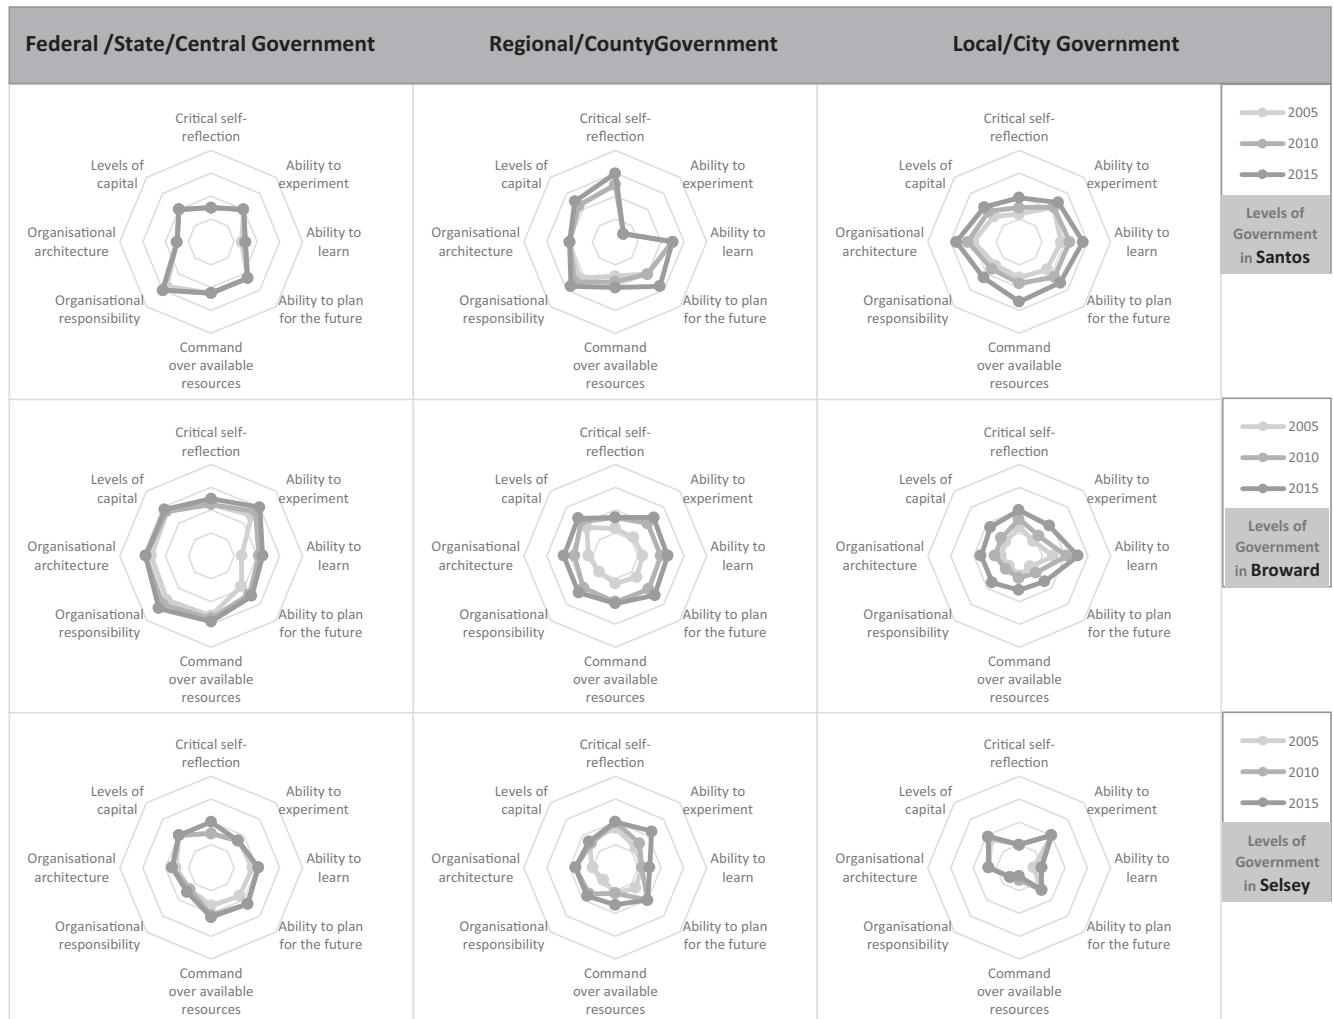 Federal /State/Central Government
Regional/CountyGovernment
Local/City Government
Critical self-
reflection
Ability to
experiment
Ability to
learn
Ability to plan
for the future
Command
over available
resources
Organisational
responsibility
Organisational
architecture
Levels of
capital
Critical self-
reflection
Ability to
experiment
Ability to
learn
Ability to plan
for the future
Command
over available
resources
Organisational
responsibility
Organisational
architecture
Levels of
capital
Critical self-
reflection
Ability to
experiment
Ability to
learn
Ability to plan
for the future
Command
over available
resources
Organisational
responsibility
Organisational
architecture
Levels of
capital
2005
2010
2015
Levels of
Government
in Santos
Critical self-
reflection
Ability to
experiment
Ability to
learn
Ability to plan
for the future
Command
over available
resources
Organisational
responsibility
Organisational
architecture
Levels of
capital
Critical self-
reflection
Ability to
experiment
Ability to
learn
Ability to plan
for the future
Command
over available
resources
Organisational
responsibility
Organisational
architecture
Levels of
capital
Critical self-
reflection
Ability to
experiment
Ability to
learn
Ability to plan
for the future
Command
over available
resources
Organisational
responsibility
Organisational
architecture
Levels of
capital
2005
2010
2015
Levels of
Government
in Broward
Critical self-
reflection
Ability to
experiment
Ability to
learn
Ability to plan
for the future
Command
over available
resources
Organisational
responsibility
Organisational
architecture
Levels of
capital
Critical self-
reflection
Ability to
experiment
Ability to
learn
Ability to plan
for the future
Command
over available
resources
Organisational
responsibility
Organisational
architecture
Levels of
capital
Critical self-
reflection
Ability to
experiment
Ability to
learn
Ability to plan
for the future
Command
over available
resources
Organisational
responsibility
Organisational
architecture
Levels of
capital
2005
2010
2015
Levels of
Government
in Selsey